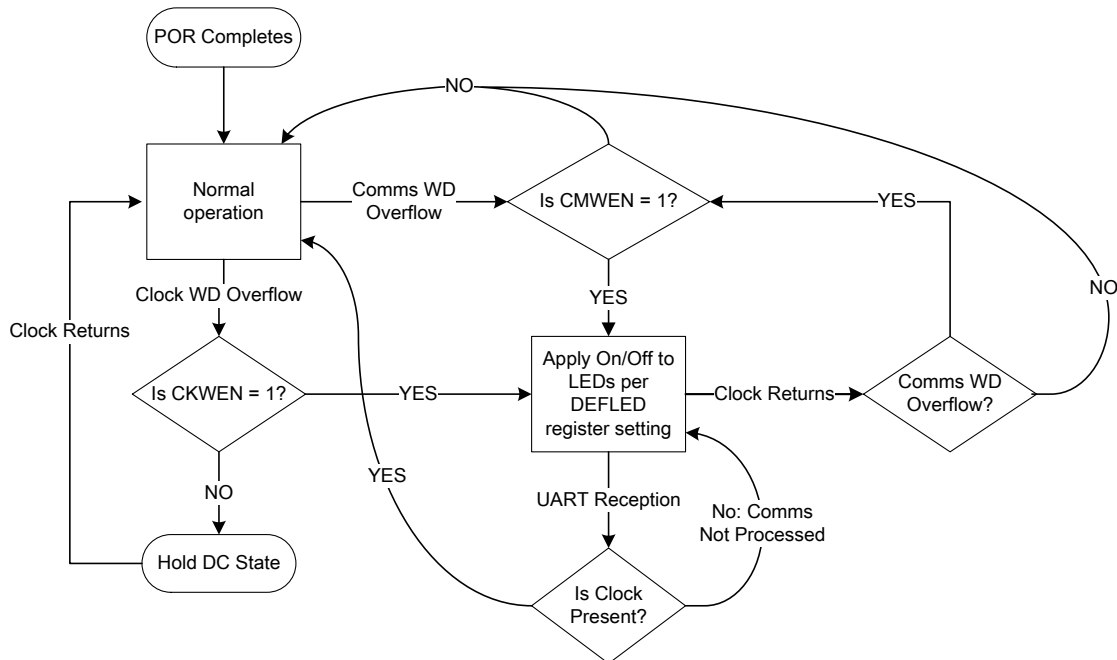 POR Completes
NO
Normal
operation
Comms WD
Overflow
Is CMWEN = 1?
YES
Clock WD Overflow
Clock Returns
YES
NO
Is CKWEN = 1?
YES
Apply On/Off to
LEDs per
DEFLED
register setting
Clock Returns
Comms WD
Overflow?
YES
NO
UART Reception
No: Comms
Not Processed
Hold DC State
Is Clock
Present?